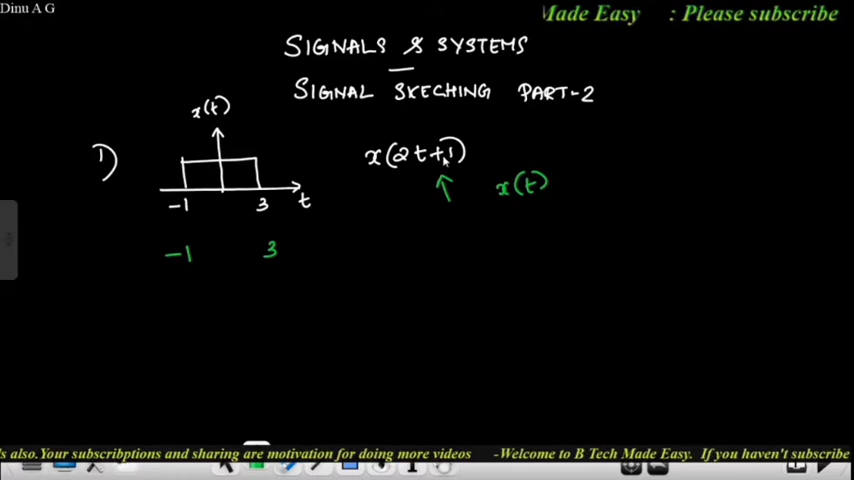 Dinu A G
Made Easy : Please subscribe
SIGNALS & SYSTEMS
SIGNAL SKECHING PART-2
x(t)
1)
x(2t+1)
x(t)
-1 3 t
-1 3
s also.Your subscribptions and sharing are motivation for doing more videos -Welcome to B Tech Made Easy. If you haven't subscribe